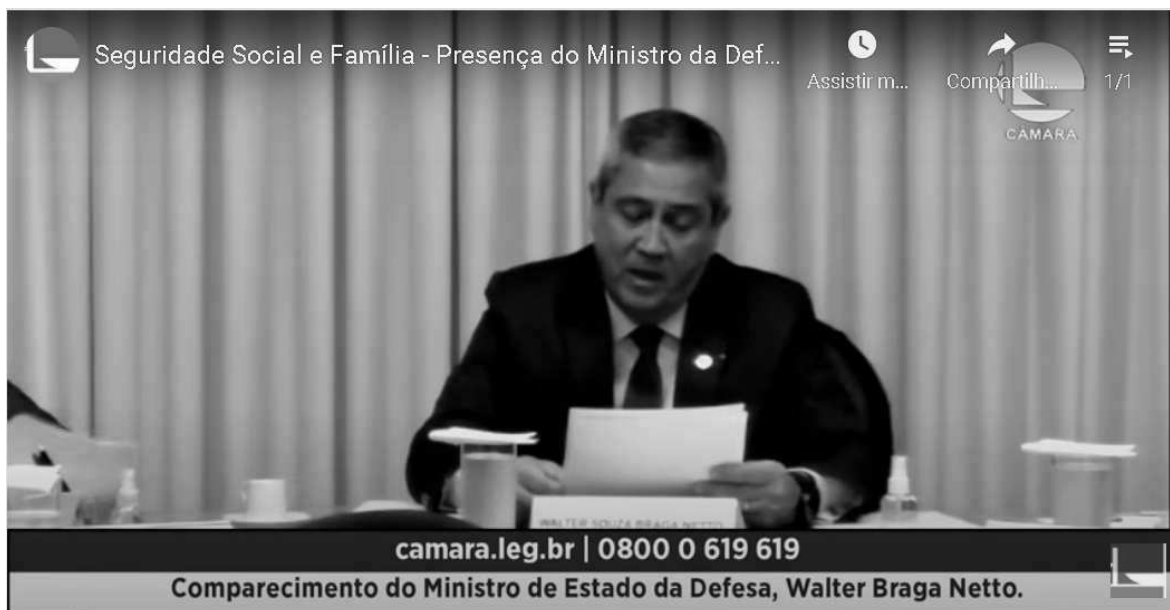 Seguridade Social e Família - Presença do Ministro da Def...
Assistir m...
Compartilh...
1/1
CÂMARA
WALTER SOUZA BRAGA NETTO
camara.leg.br | 0800 0 619 619
Comparecimento do Ministro de Estado da Defesa, Walter Braga Netto.